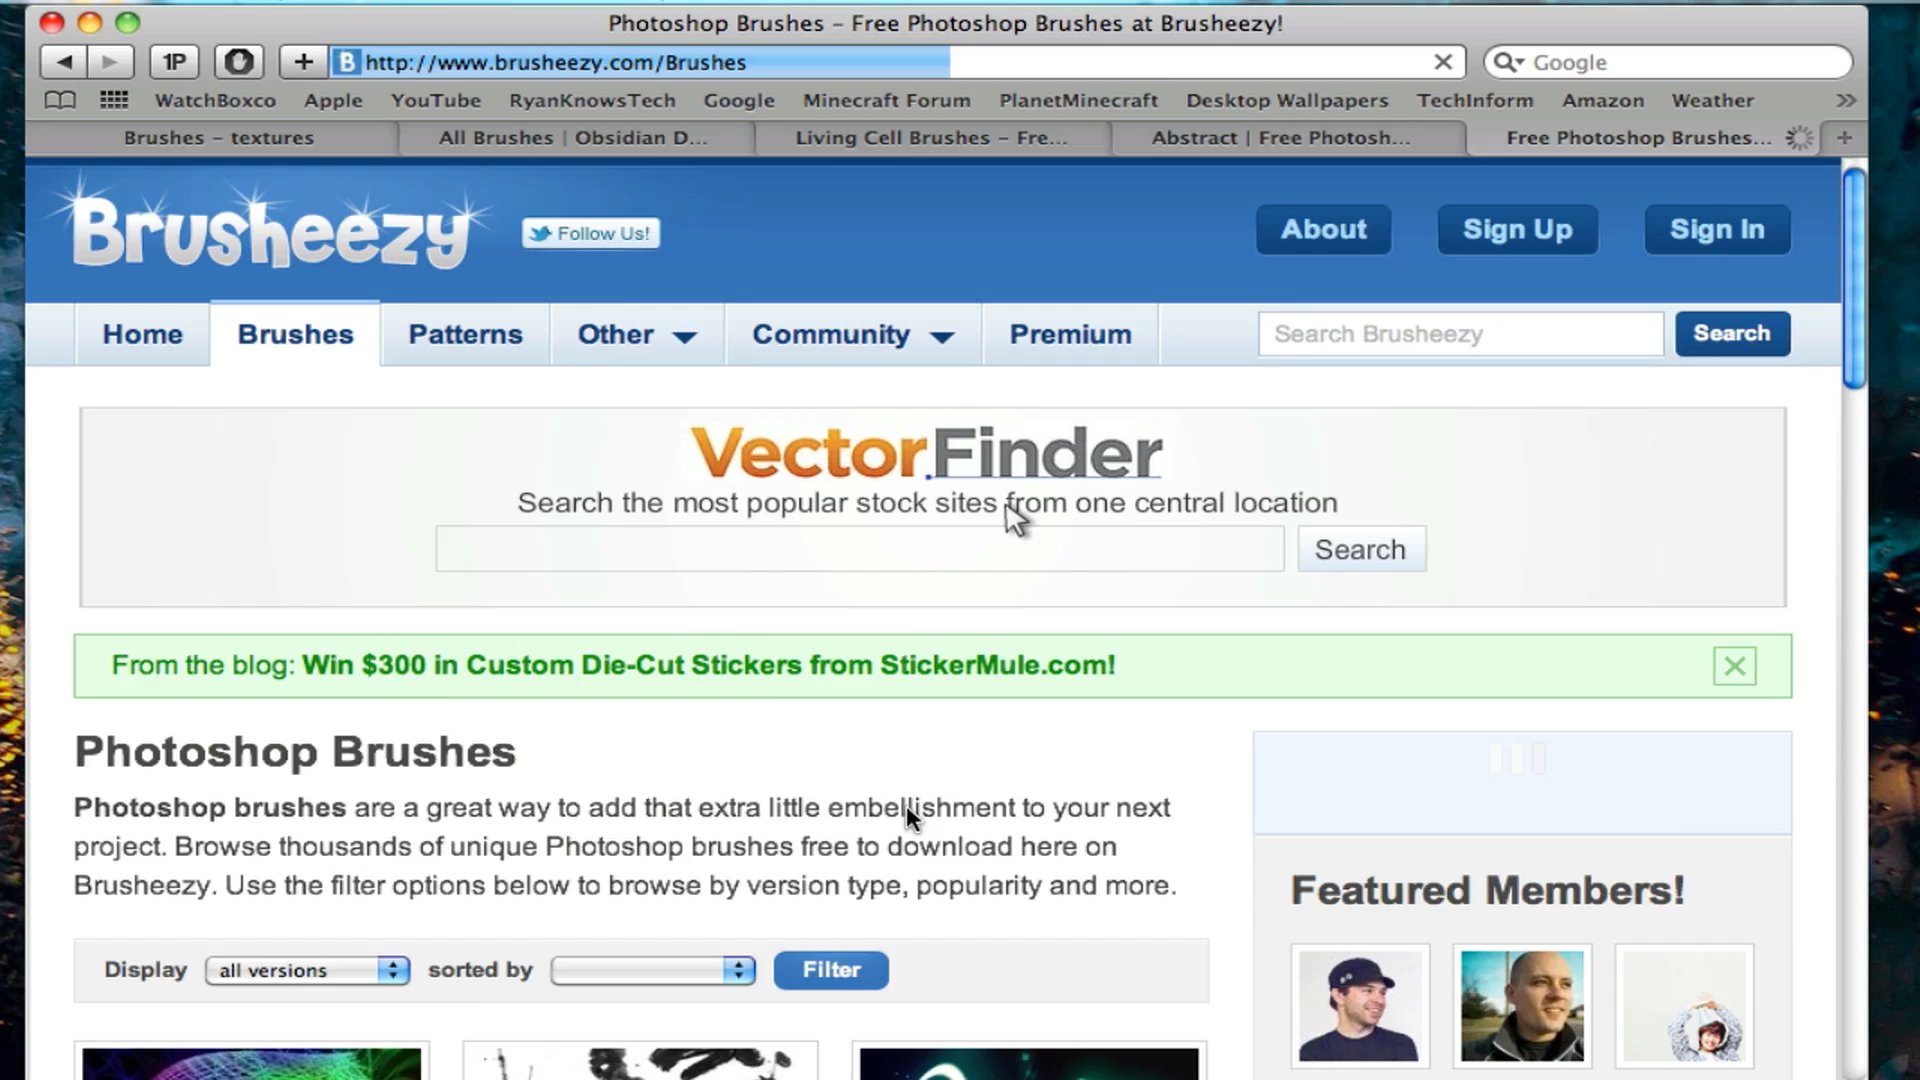 Photoshop Brushes – Free Photoshop Brushes at Brusheezy!
1P
+
B http://www.brusheezy.com/Brushes
Google
WatchBoxco Apple YouTube RyanKnowsTech Google Minecraft Forum PlanetMinecraft Desktop Wallpapers TechInform Amazon Weather >>
Brushes – textures
All Brushes | Obsidian D...
Living Cell Brushes – Fre...
Abstract | Free Photosh...
Free Photoshop Brushes...
+
Brusheezy
Follow Us!
About
Sign Up
Sign In
Home
Brushes
Patterns
Other
Community
Premium
Search Brusheezy
Search
VectorFinder
Search the most popular stock sites from one central location
Search
From the blog: Win $300 in Custom Die-Cut Stickers from StickerMule.com!
Photoshop Brushes
Photoshop brushes are a great way to add that extra little embellishment to your next
project. Browse thousands of unique Photoshop brushes free to download here on
Brusheezy. Use the filter options below to browse by version type, popularity and more.
Featured Members!
Display all versions sorted by Filter